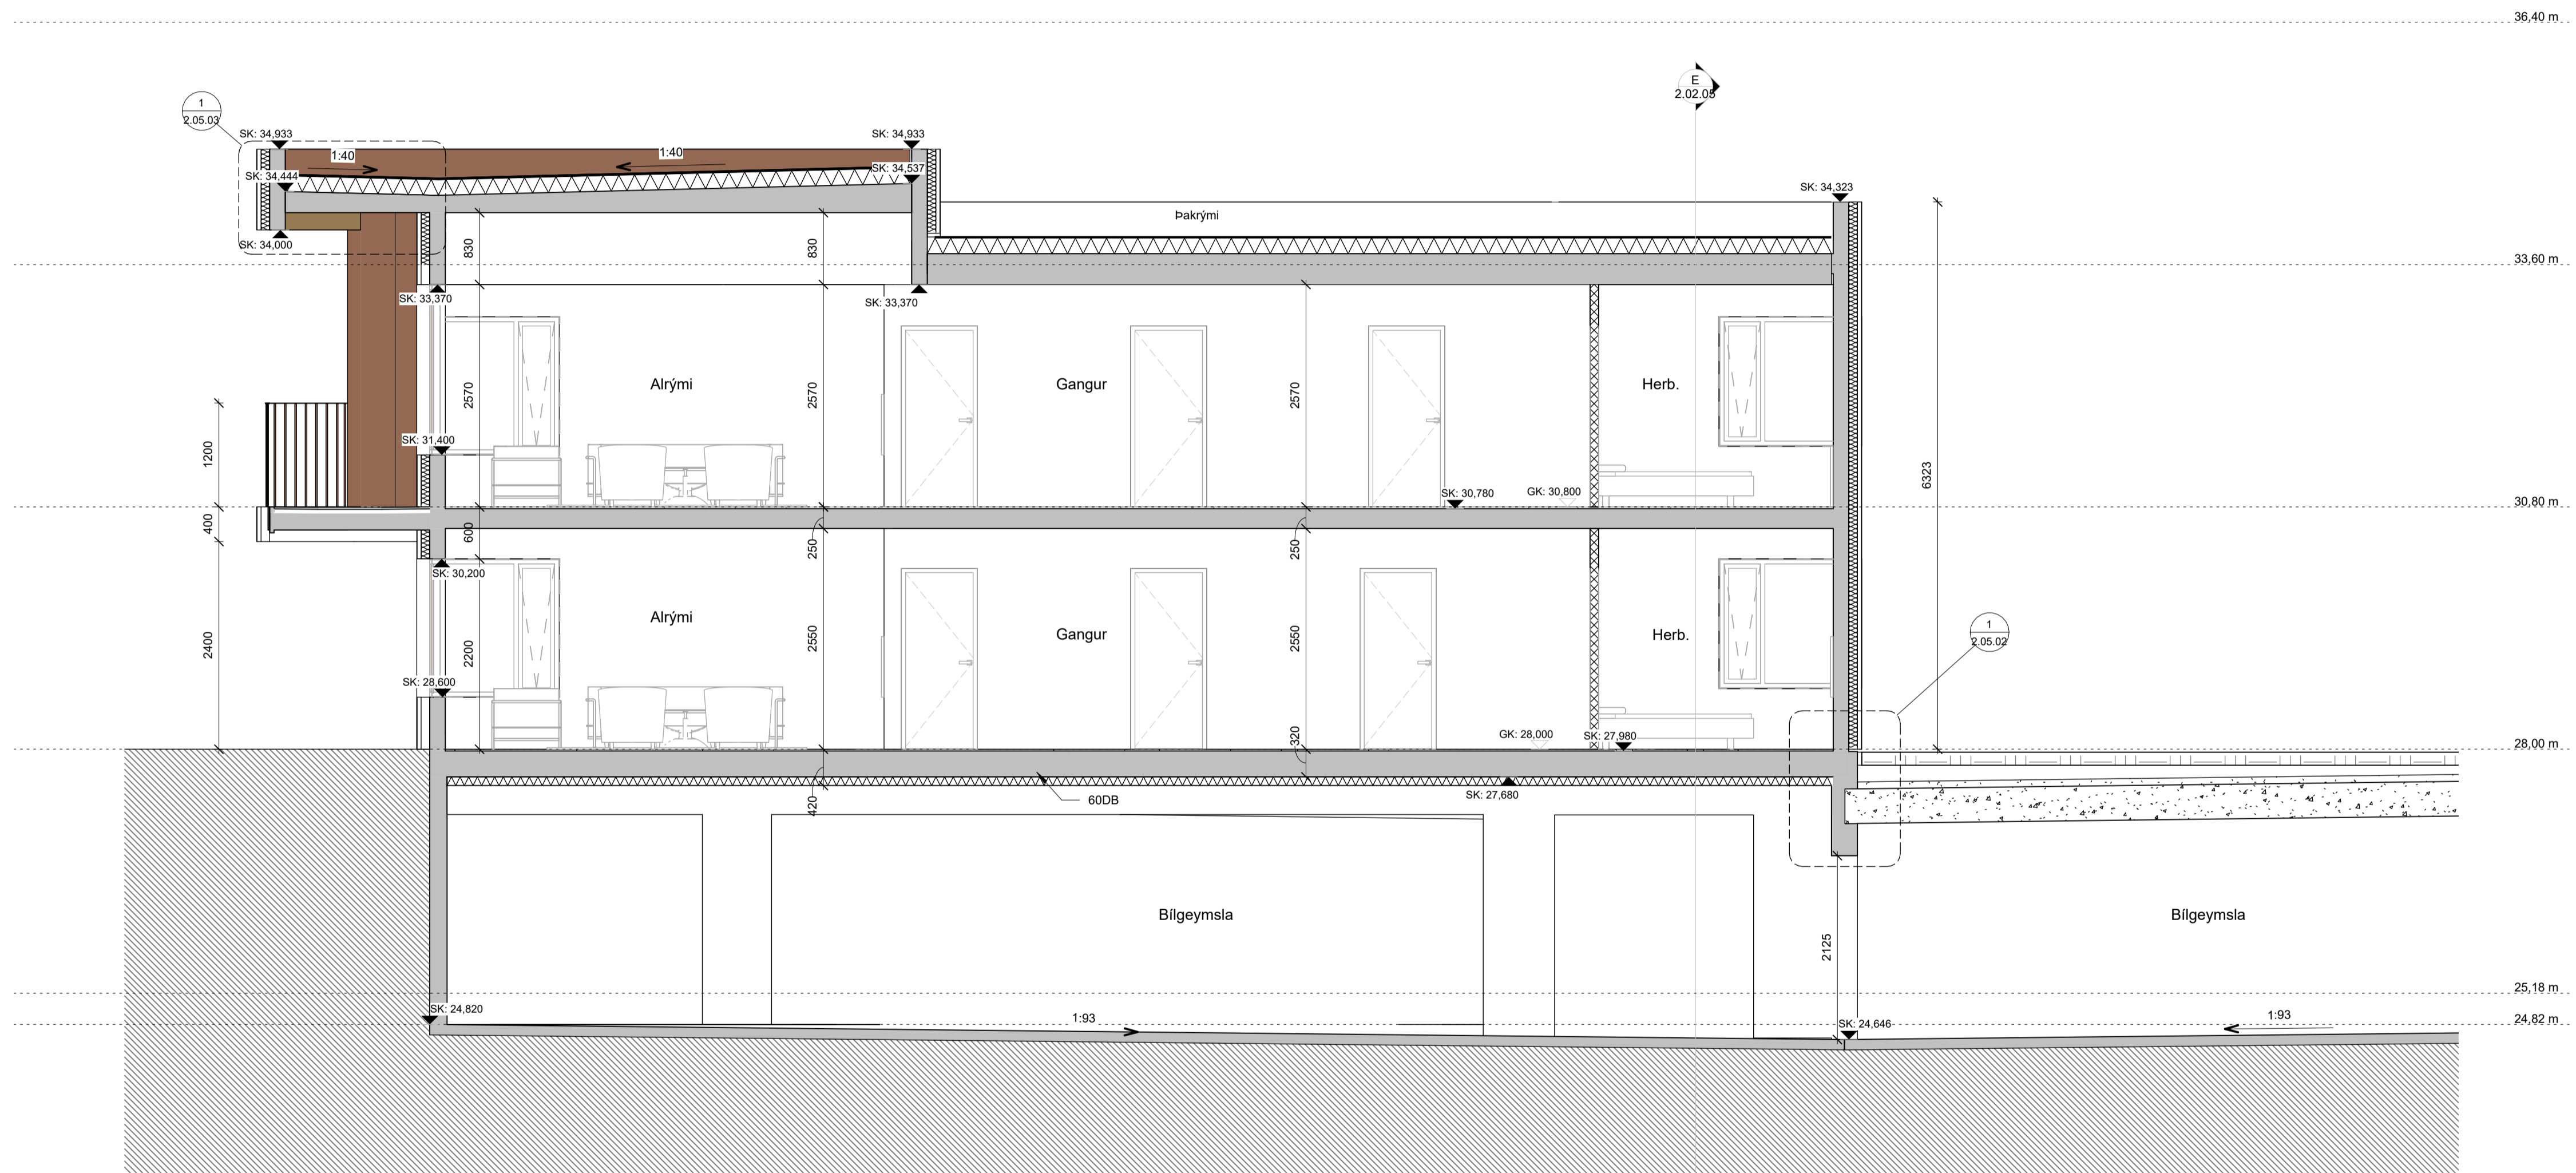 36,40 m
E
2.02.05
1
2.05.03
SK: 34,933
SK: 34,933
1:40
1:40
SK: 34,444
SK: 34,537
SK: 34,323
Þakrými
SK: 34,000
830
830
33,60 m
SK: 33,370
SK: 33,370
2570
Alrými
2570
Gangur
2570
Herb.
SK: 31,400
1200
6323
SK: 30,780
GK: 30,800
30,80 m
400
600
250
250
SK: 30,200
Alrými
Gangur
Herb.
1
2.05.02
2400
2200
2550
2550
SK: 28,600
320
GK: 28,000
SK: 27,980
28,00 m
420
60DB
SK: 27,680
Bílgeymsla
Bílgeymsla
2125
25,18 m
SK: 24,820
1:93
SK: 24,646
1:93
24,82 m